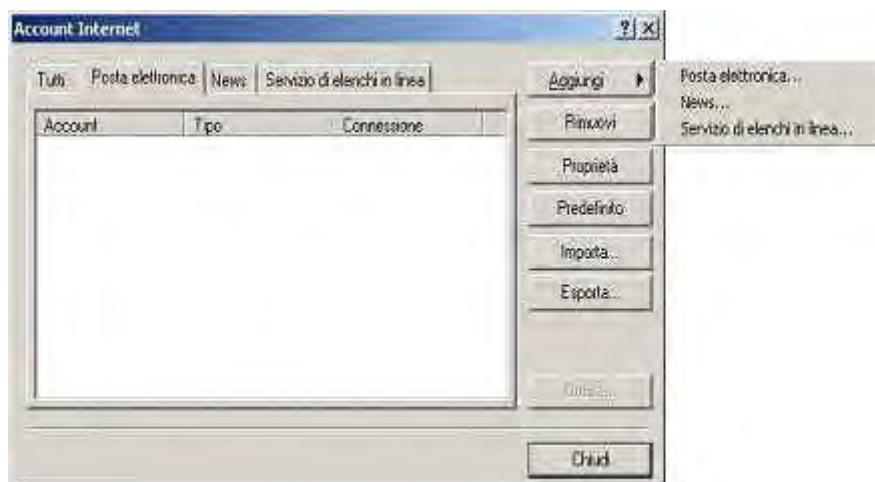 Account Internet
Tutti Posta elettronica News Servizio di elenchi in linea
Account Tipo Connessione
Aggiungi
Rimuovi
Proprietà
Predefinito
Importa...
Esporta...
Chiudi
Posta elettronica...
News...
Servizio di elenchi in linea...